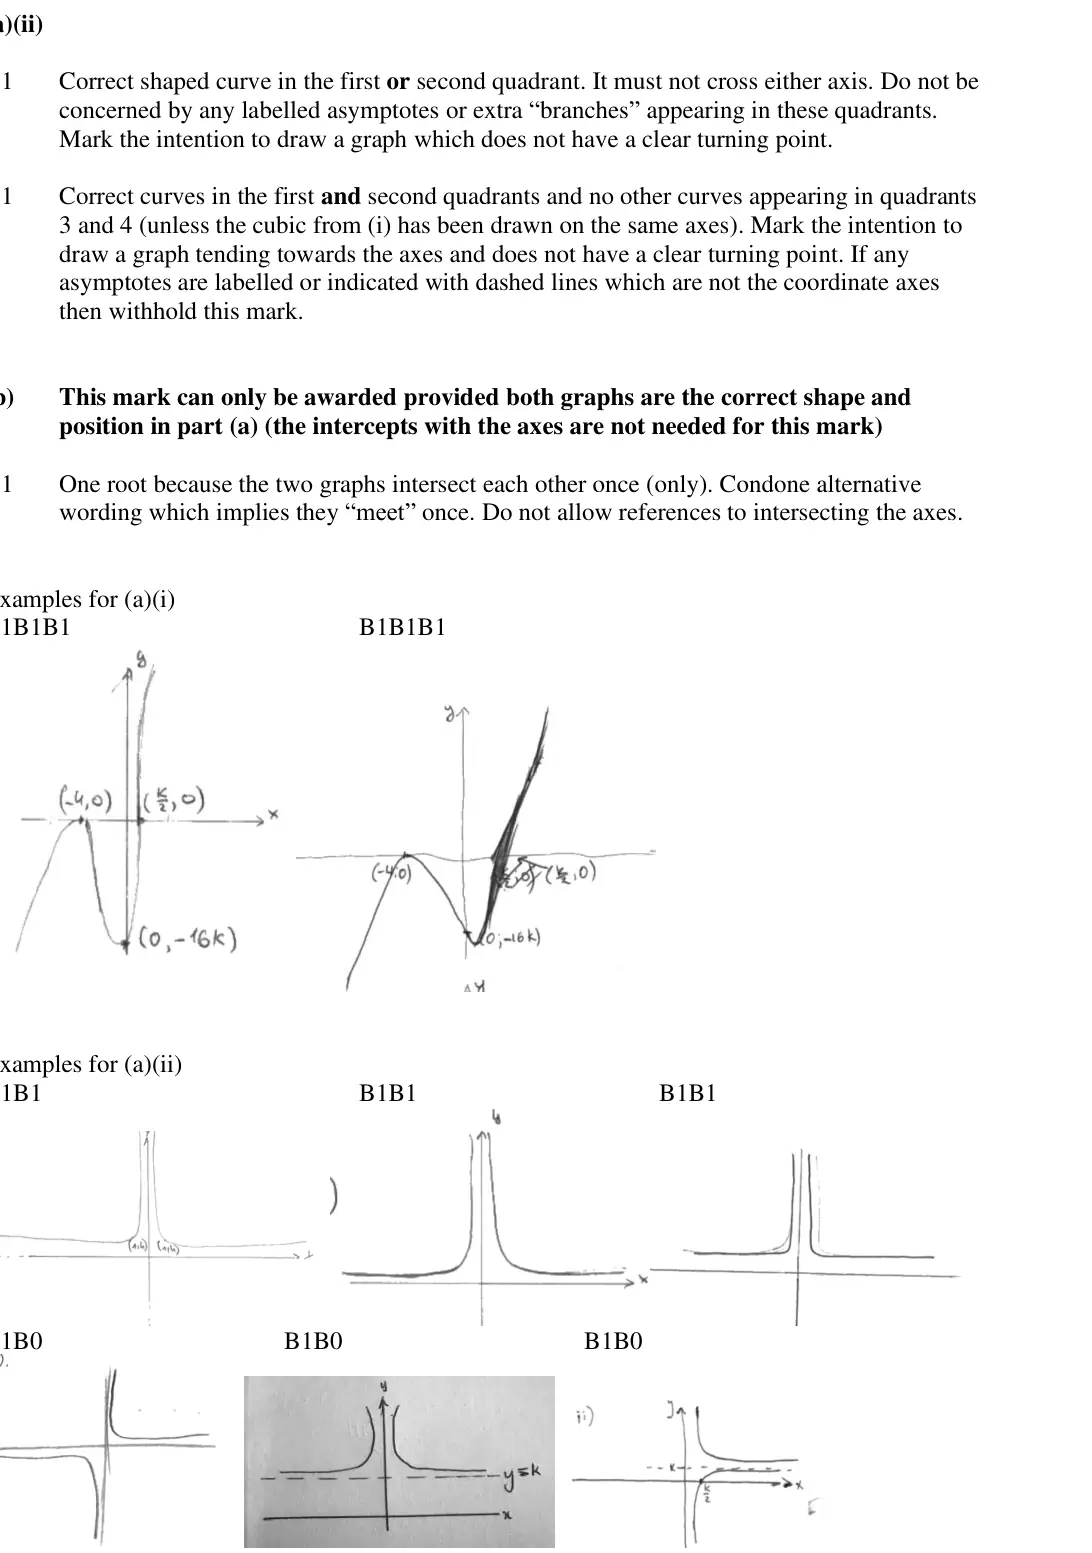 a)(ii)
1 Correct shaped curve in the first or second quadrant. It must not cross either axis. Do not be
concerned by any labelled asymptotes or extra “branches” appearing in these quadrants.
Mark the intention to draw a graph which does not have a clear turning point.
1 Correct curves in the first and second quadrants and no other curves appearing in quadrants
3 and 4 (unless the cubic from (i) has been drawn on the same axes). Mark the intention to
draw a graph tending towards the axes and does not have a clear turning point. If any
asymptotes are labelled or indicated with dashed lines which are not the coordinate axes
then withhold this mark.
b) This mark can only be awarded provided both graphs are the correct shape and
position in part (a) (the intercepts with the axes are not needed for this mark)
1 One root because the two graphs intersect each other once (only). Condone alternative
wording which implies they “meet” once. Do not allow references to intersecting the axes.
xamples for (a)(i)
1B1B1 B1B1B1
y
y
(-4,0) (k/2,0) x
(-4,0) (k/2,0)
(0,-16k) (0,-16k)
y
xamples for (a)(ii)
1B1 B1B1 B1B1
y
)
x
x
1B0 B1B0 B1B0
).
y
ii) y
y=k k
k/2 x
x